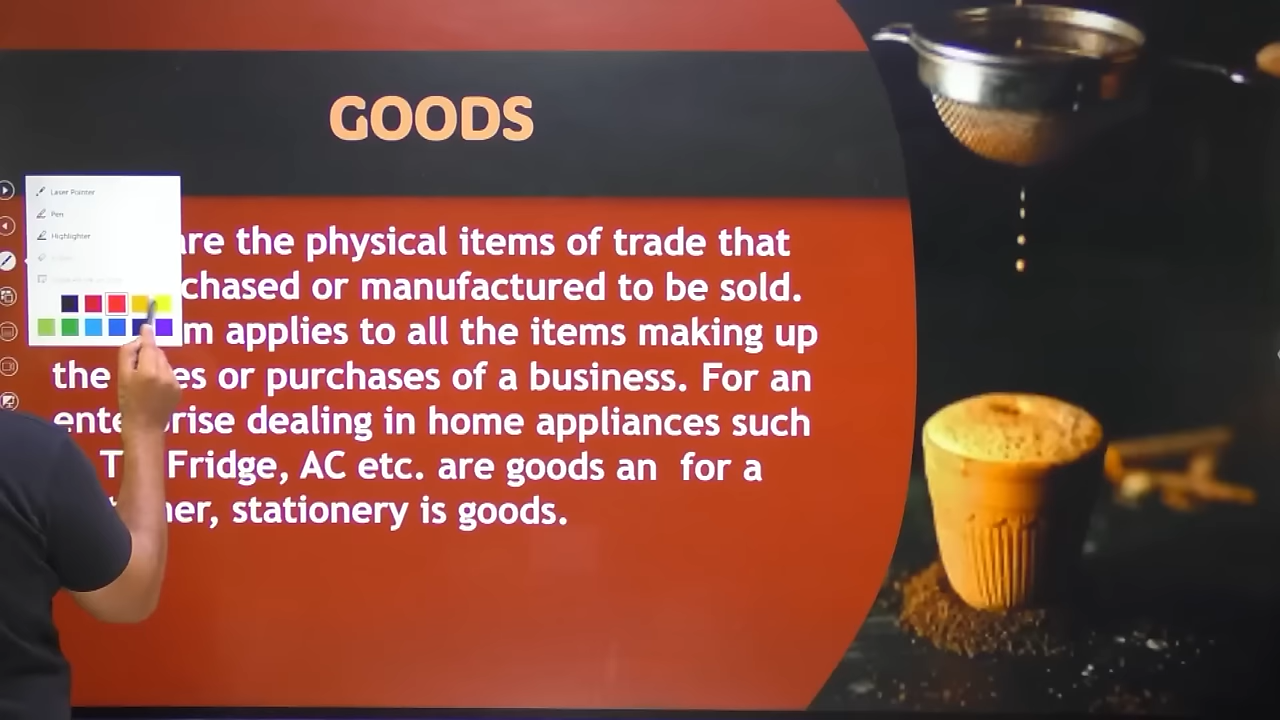 GOODS
Laser Pointer
Pen
Highlighter
are the physical items of trade that
chased or manufactured to be sold.
m applies to all the items making up
the es or purchases of a business. For an
ente rise dealing in home appliances such
T Fridge, AC etc. are goods an for a
ner, stationery is goods.